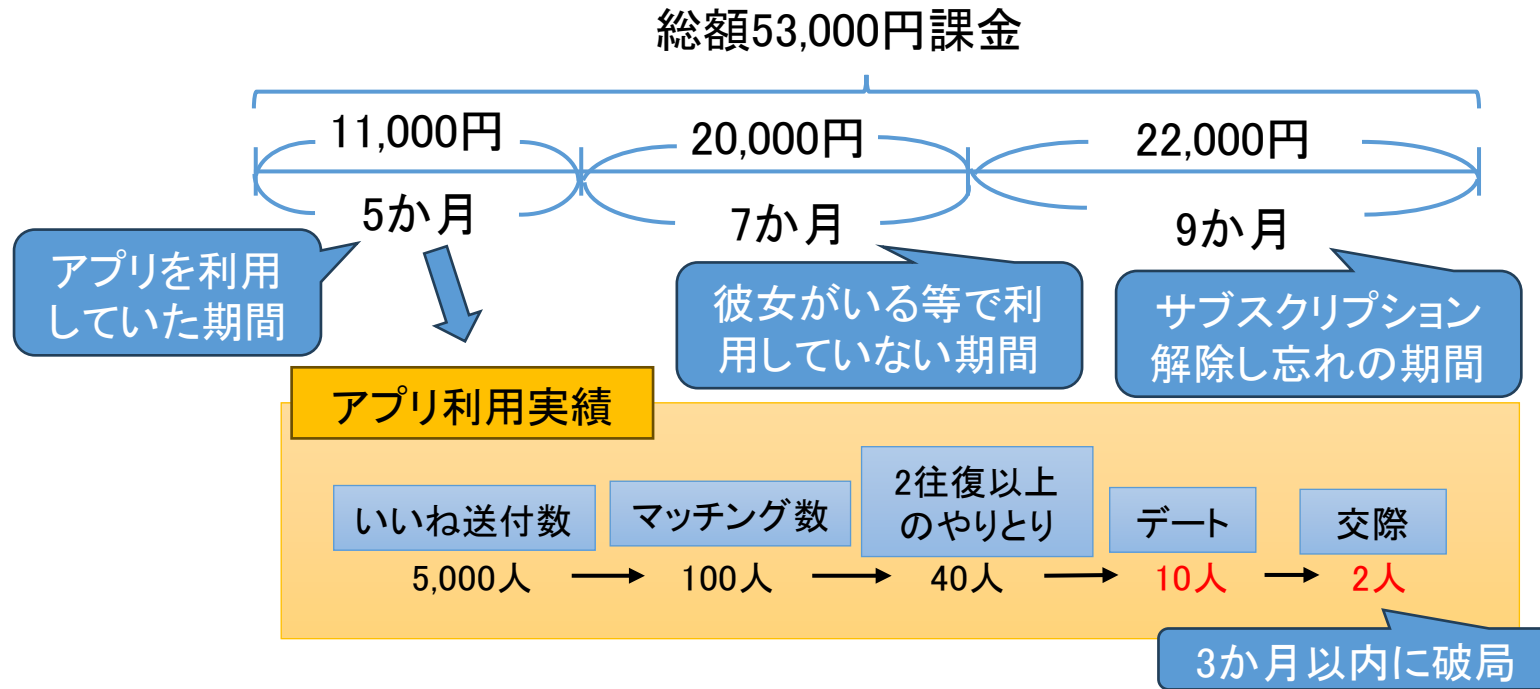 総額53,000円課金
11,000円
20,000円
22,000円
5か月
7か月
9か月
アプリを利用
していた期間
彼女がいる等で利
用していない期間
サブスクリプション
解除し忘れの期間
アプリ利用実績
いいね送付数
マッチング数
2往復以上
のやりとり
デート
交際
5,000人
100人
40人
10人
2人
3か月以内に破局